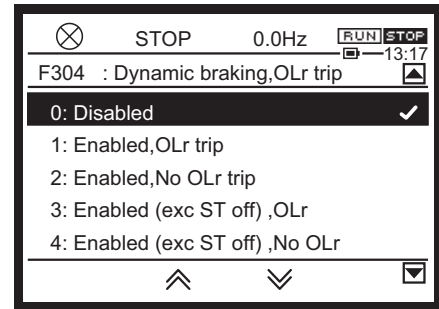 STOP 0.0Hz RUN STOP
13:17
F304 : Dynamic braking,OLr trip
0: Disabled
1: Enabled,OLr trip
2: Enabled,No OLr trip
3: Enabled (exc ST off) ,OLr
4: Enabled (exc ST off) ,No OLr